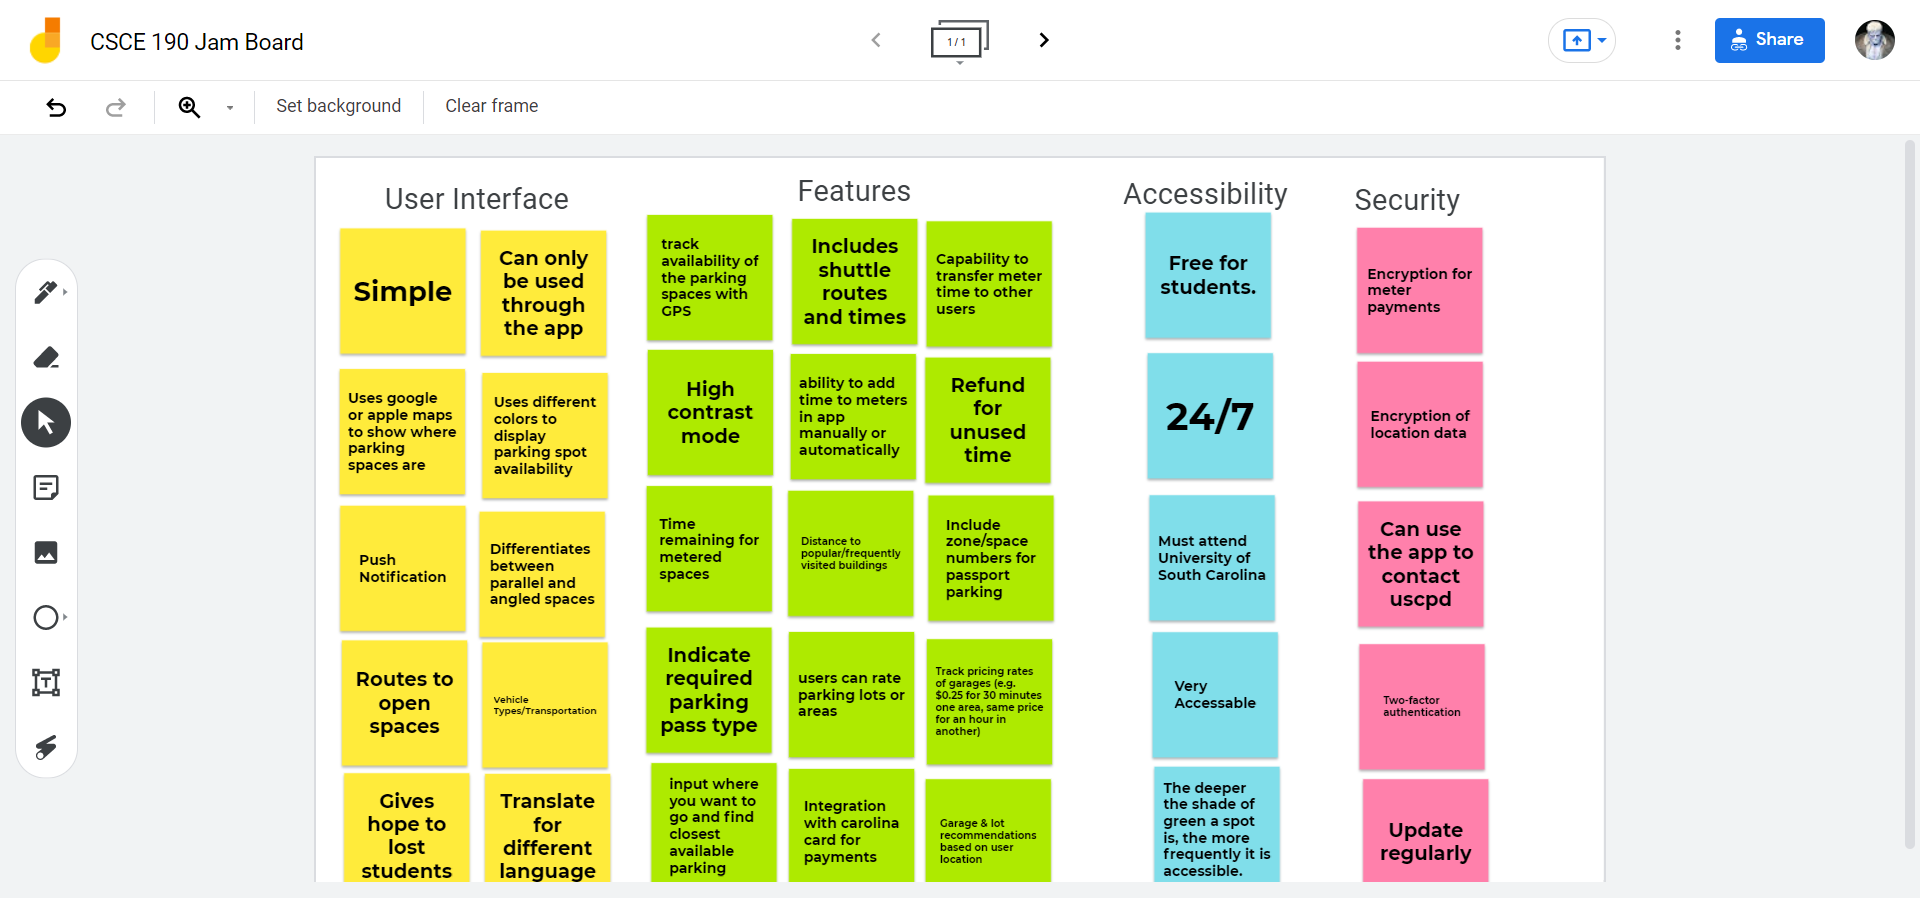 CSCE 190 Jam Board
1 / 1
Share
Set background
Clear frame
User Interface
Simple
Can only
be used
through
the app
Uses google
or apple maps
to show where
parking
spaces are
Uses different
colors to
display
parking spot
availability
Push
Notification
Differentiates
between
parallel and
angled spaces
Routes to
open
spaces
Vehicle
Types/Transportation
Gives
hope to
lost
students
Translate
for
different
language
Features
track
availability of
the parking
spaces with
GPS
Includes
shuttle
routes
and times
Capability to
transfer meter
time to other
users
High
contrast
mode
ability to add
time to meters
in app
manually or
automatically
Refund
for
unused
time
Time
remaining for
metered
spaces
Distance to
popular/frequently
visited buildings
Include
zone/space
numbers for
passport
parking
Indicate
required
parking
pass type
users can rate
parking lots or
areas
Track pricing rates
of garages (e.g.
$0.25 for 30 minutes
one area, same price
for an hour in
another)
input where
you want to
go and find
closest
available
parking
Integration
with carolina
card for
payments
Garage & lot
recommendations
based on user
location
Accessibility
Free for
students.
24/7
Must attend
University of
South Carolina
Very
Accessable
The deeper
the shade of
green a spot
is, the more
frequently it is
accessible.
Security
Encryption for
meter
payments
Encryption of
location data
Can use
the app to
contact
uscpd
Two-factor
authentication
Update
regularly